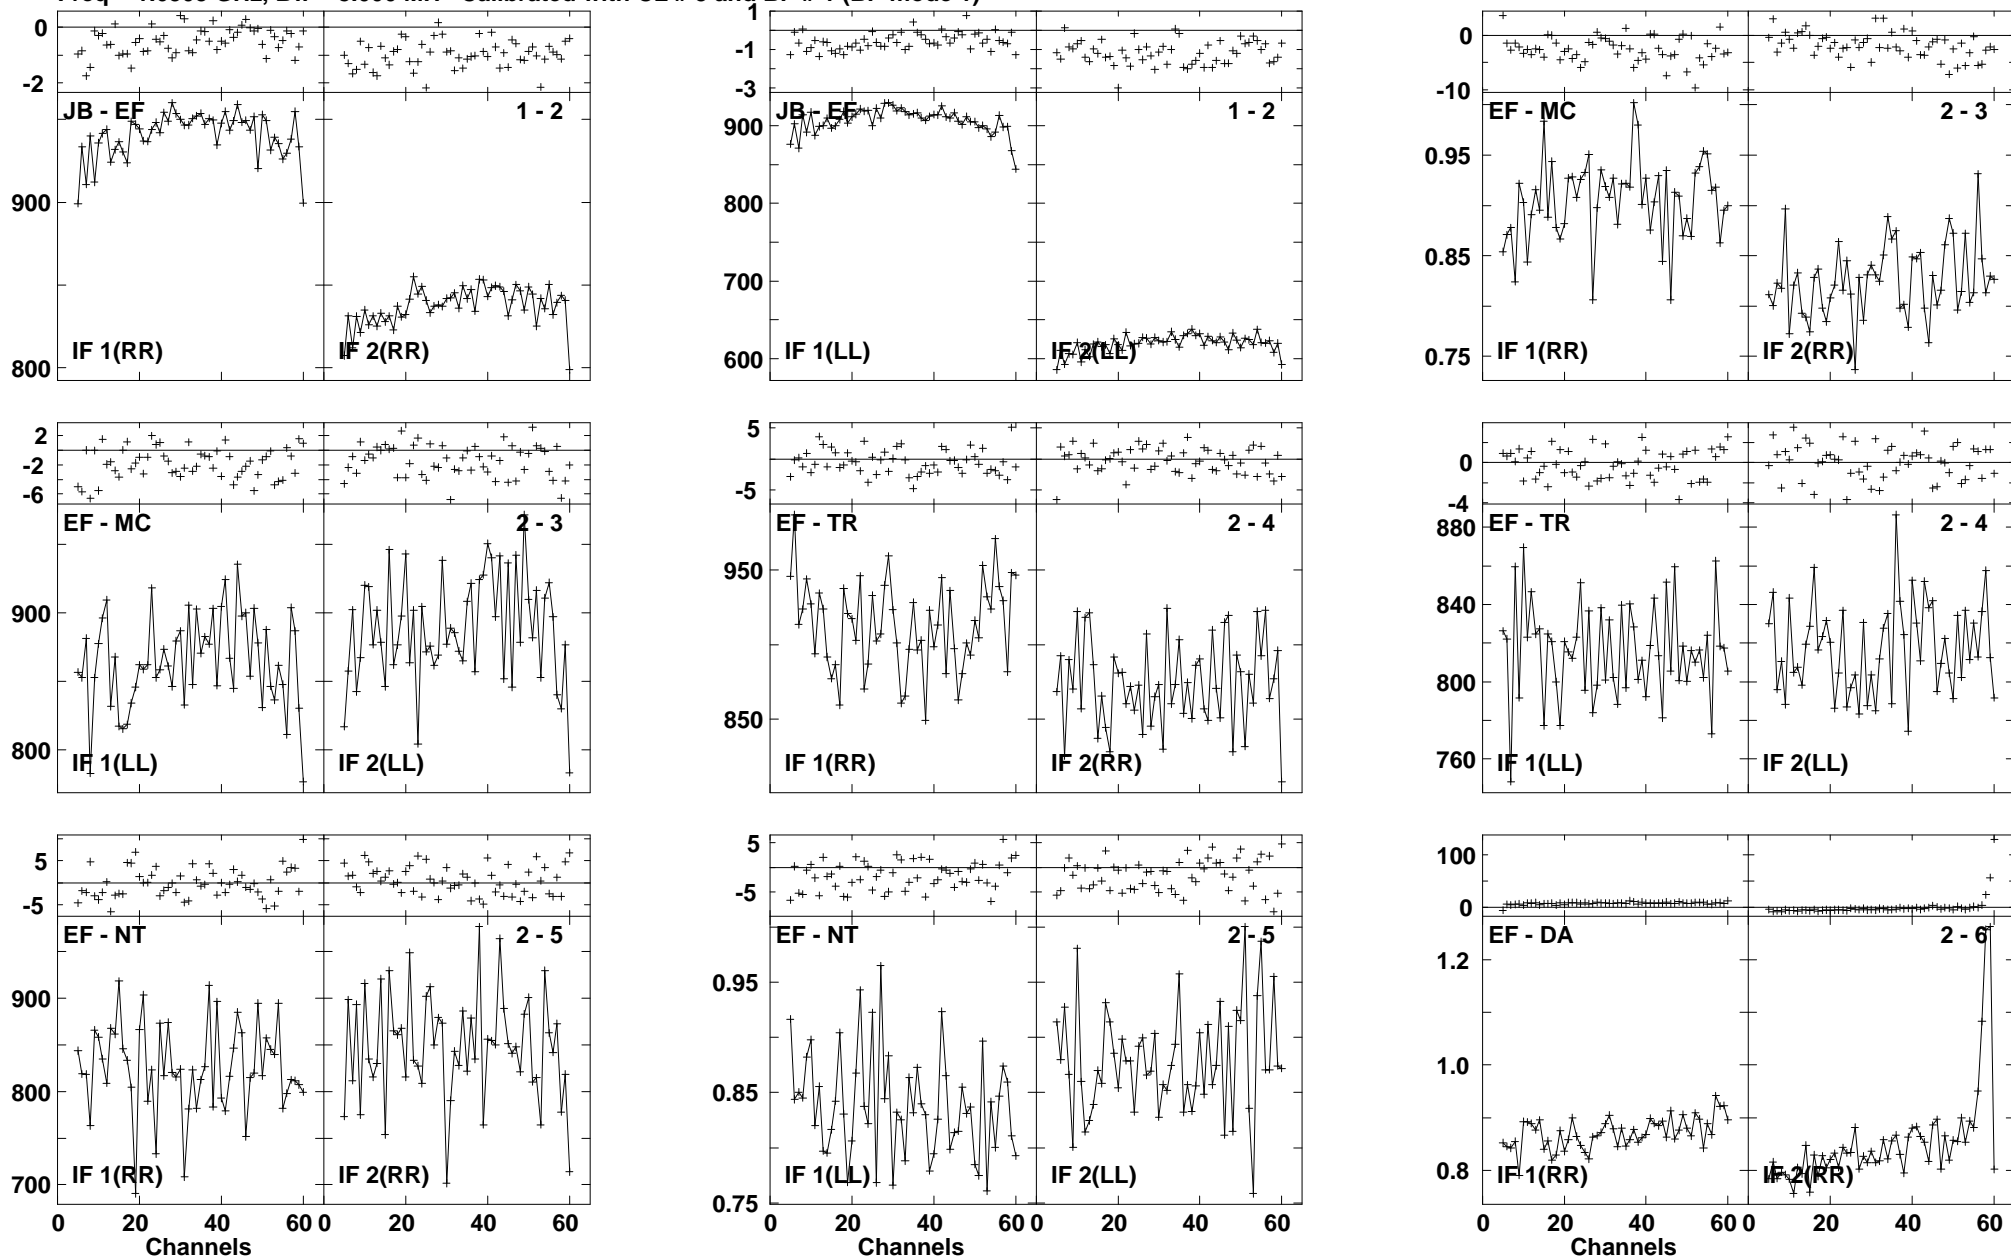 0 1 0
-2 -1 -10
-3
JB - EF 1 - 2 JB - EF 1 - 2 EF - MC 2 - 3
900 900 0.95
800 800 0.85
700 0.75
600
IF 1(RR) IF 2(RR) IF 1(LL) IF 2(LL) IF 1(RR) IF 2(RR)
2 5 0
-2 -5 -4
-6
EF - MC 2 - 3 EF - TR 2 - 4 EF - TR 2 - 4
900 950 880
800 850 840
800
760
IF 1(LL) IF 2(LL) IF 1(RR) IF 2(RR) IF 1(LL) IF 2(LL)
5 5 100
-5 -5 0
EF - NT 2 - 5 EF - NT 2 - 5 EF - DA 2 - 6
900 0.95 1.2
800 0.85 1.0
700 0.75 0.8
IF 1(RR) IF 2(RR) IF 1(LL) IF 2(LL) IF 1(RR) IF 2(RR)
0 20 40 60 0 20 40 60 0 20 40 60 0 20 40 60 0 20 40 60 0 20 40 60
Channels Channels Channels